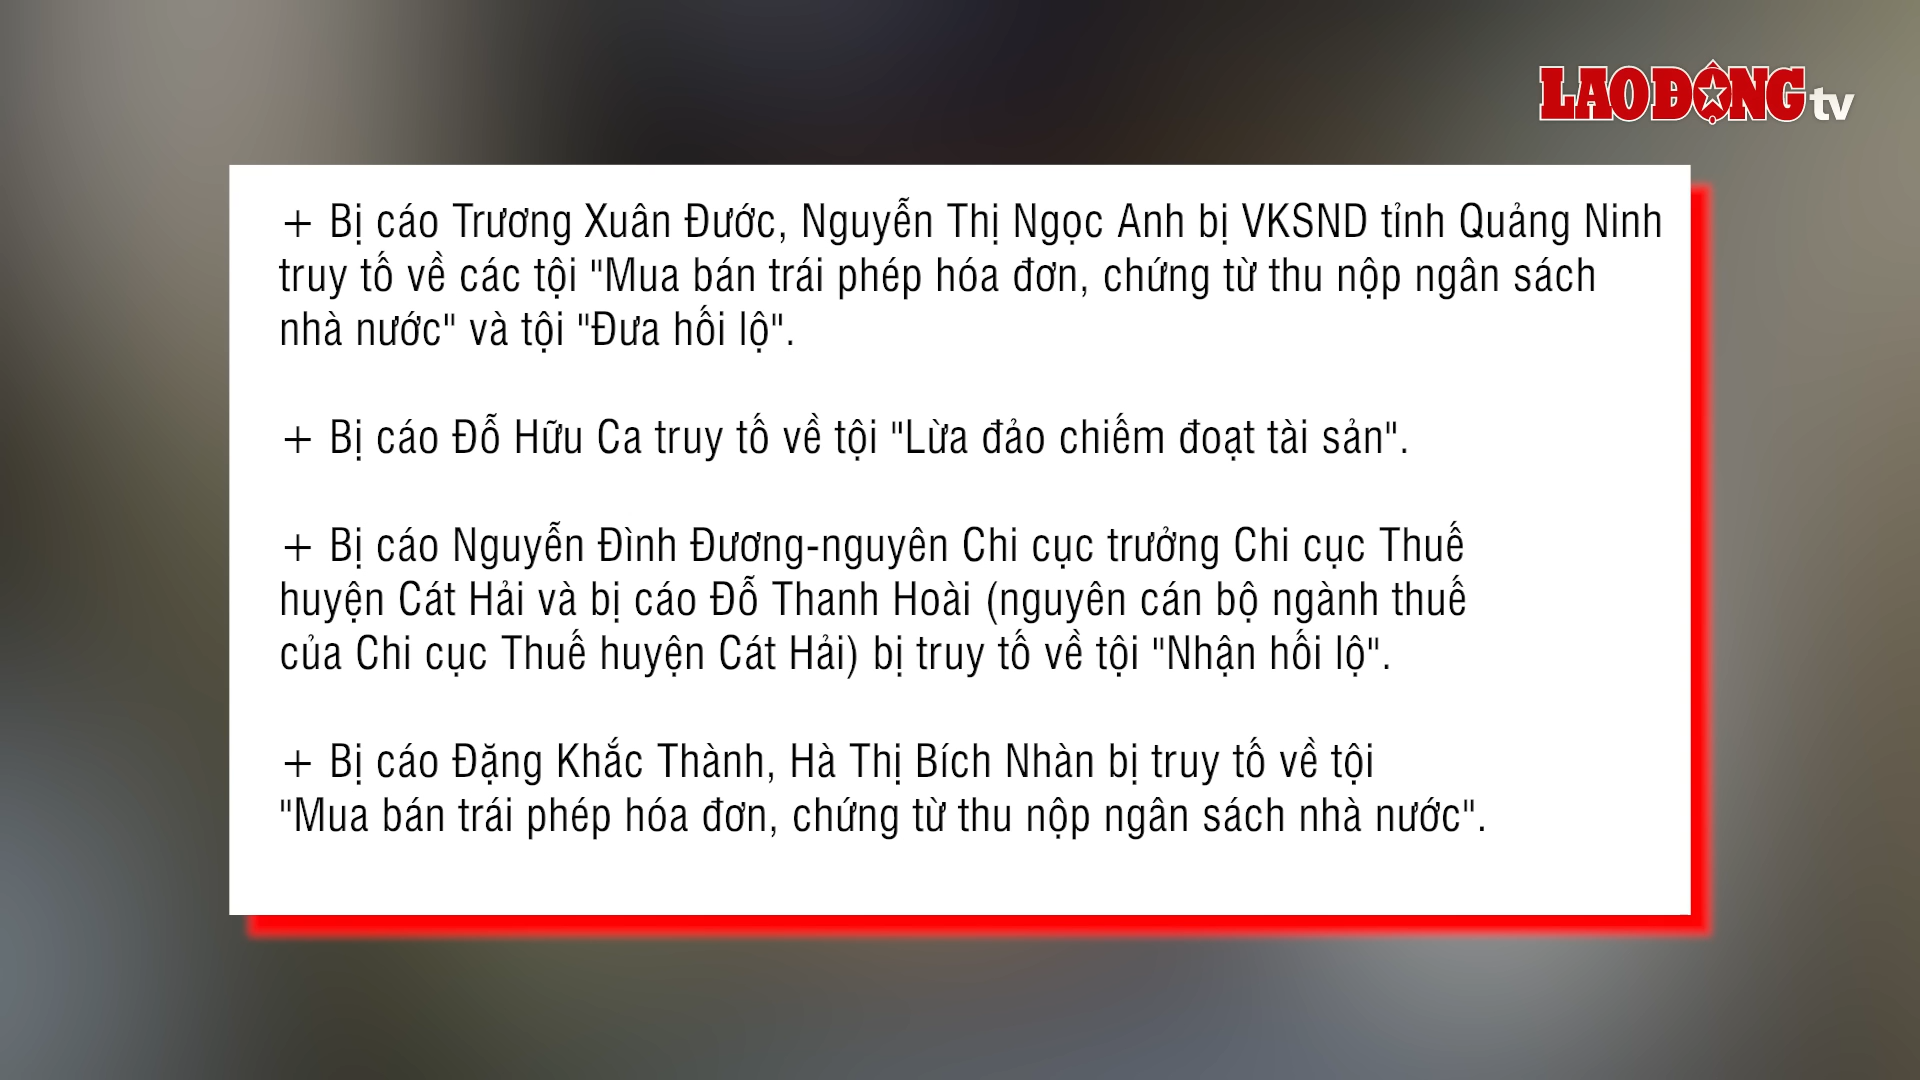 LAO ĐỘNG tv
+ Bị cáo Trương Xuân Đước, Nguyễn Thị Ngọc Anh bị VKSND tỉnh Quảng Ninh
truy tố về các tội "Mua bán trái phép hóa đơn, chứng từ thu nộp ngân sách
nhà nước" và tội "Đưa hối lộ".
+ Bị cáo Đỗ Hữu Ca truy tố về tội "Lừa đảo chiếm đoạt tài sản".
+ Bị cáo Nguyễn Đình Đương-nguyên Chi cục trưởng Chi cục Thuế
huyện Cát Hải và bị cáo Đỗ Thanh Hoài (nguyên cán bộ ngành thuế
của Chi cục Thuế huyện Cát Hải) bị truy tố về tội "Nhận hối lộ".
+ Bị cáo Đặng Khắc Thành, Hà Thị Bích Nhàn bị truy tố về tội
"Mua bán trái phép hóa đơn, chứng từ thu nộp ngân sách nhà nước".